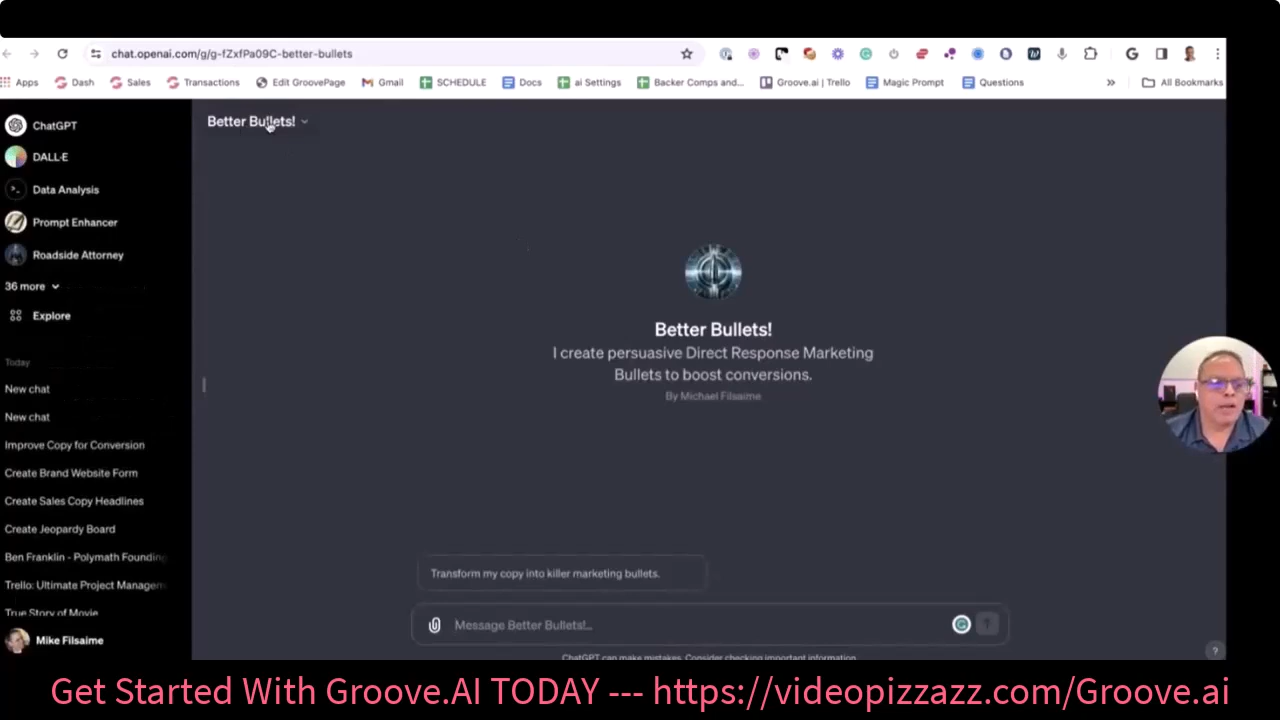 chat.openai.com/g/g-fZxfPa09C-better-bullets
Apps Dash Sales Transactions Edit GroovePage Gmail SCHEDULE Docs ai Settings Backer Comps and... Groove.ai | Trello Magic Prompt Questions » All Bookmarks
ChatGPT
DALL·E
Data Analysis
Prompt Enhancer
Roadside Attorney
36 more
Explore
Today
New chat
New chat
Improve Copy for Conversion
Create Brand Website Form
Create Sales Copy Headlines
Create Jeopardy Board
Ben Franklin - Polymath Founding
Trello: Ultimate Project Managem
True Story of Movie
Mike Filsaime
Better Bullets!
Better Bullets!
I create persuasive Direct Response Marketing
Bullets to boost conversions.
By Michael Filsaime
Transform my copy into killer marketing bullets.
Message Better Bullets!...
ChatGPT can make mistakes. Consider checking important information.
?
Get Started With Groove.AI TODAY --- https://videopizzazz.com/Groove.ai